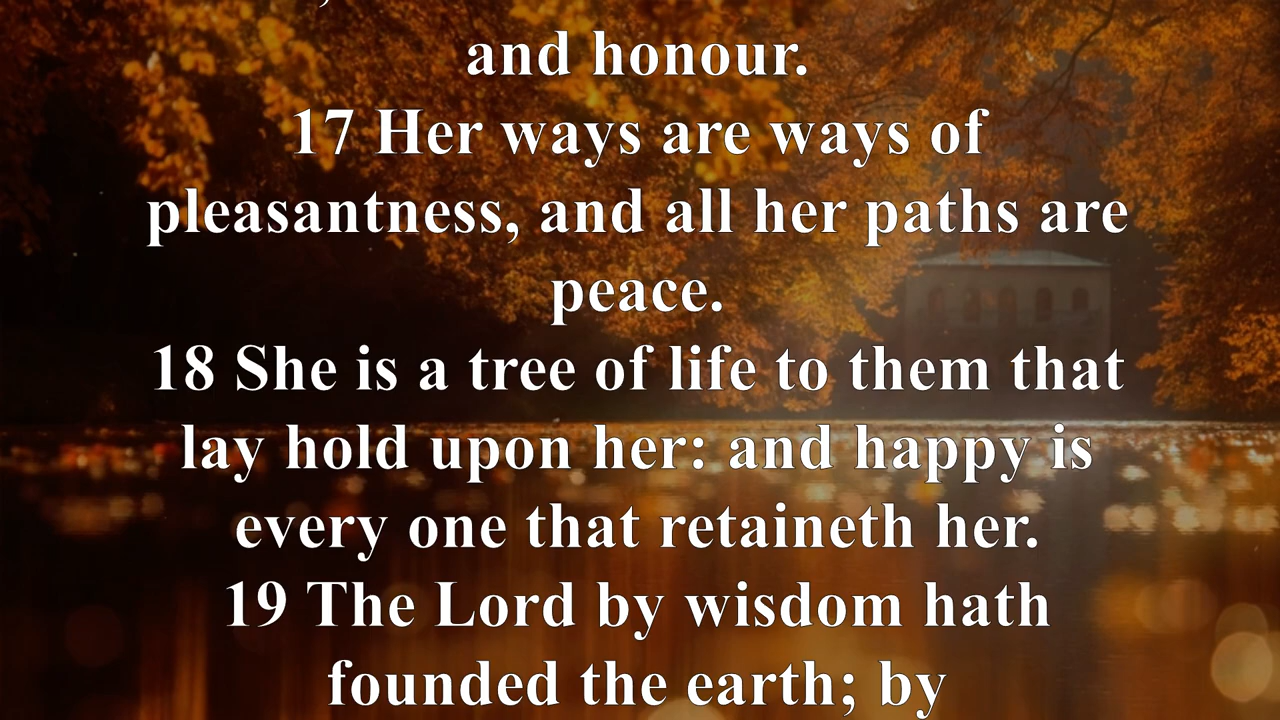 and honour.
17 Her ways are ways of
pleasantness, and all her paths are
peace.
18 She is a tree of life to them that
lay hold upon her: and happy is
every one that retaineth her.
19 The Lord by wisdom hath
founded the earth; by